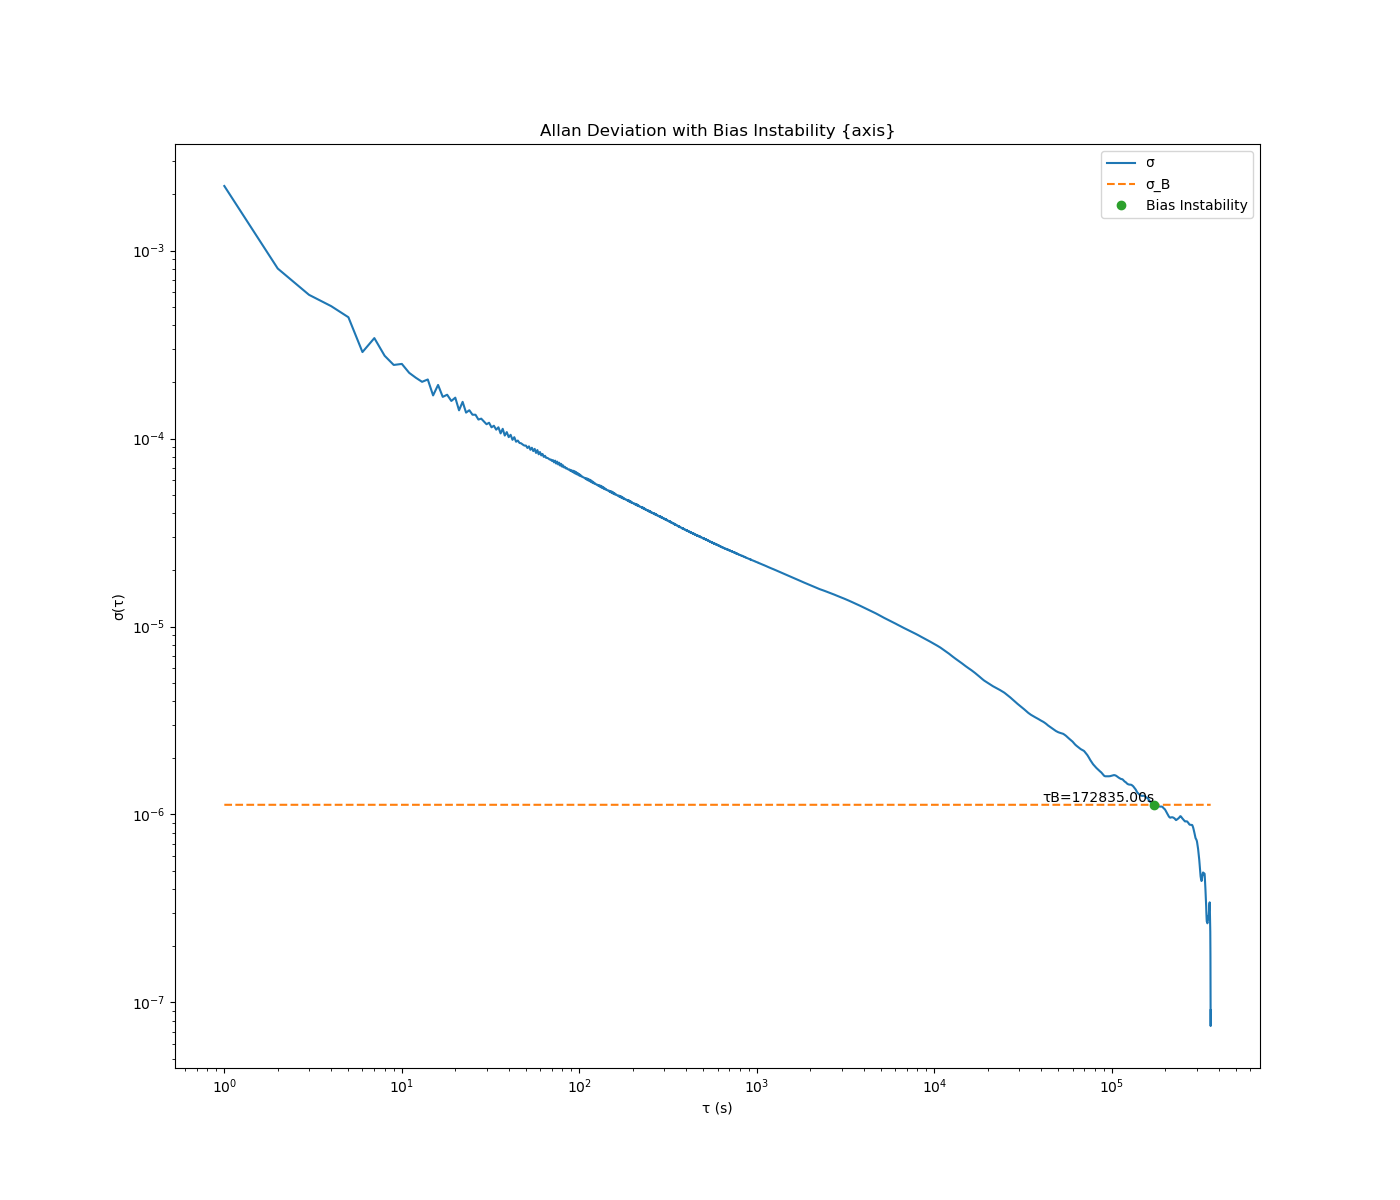 Allan Deviation with Bias Instability {axis}
σ
σ_B
Bias Instability
10⁻³
10⁻⁴
10⁻⁵
10⁻⁶
10⁻⁷
σ(τ)
τB=172835.00s
10⁰
10¹
10²
10³
10⁴
10⁵
τ (s)